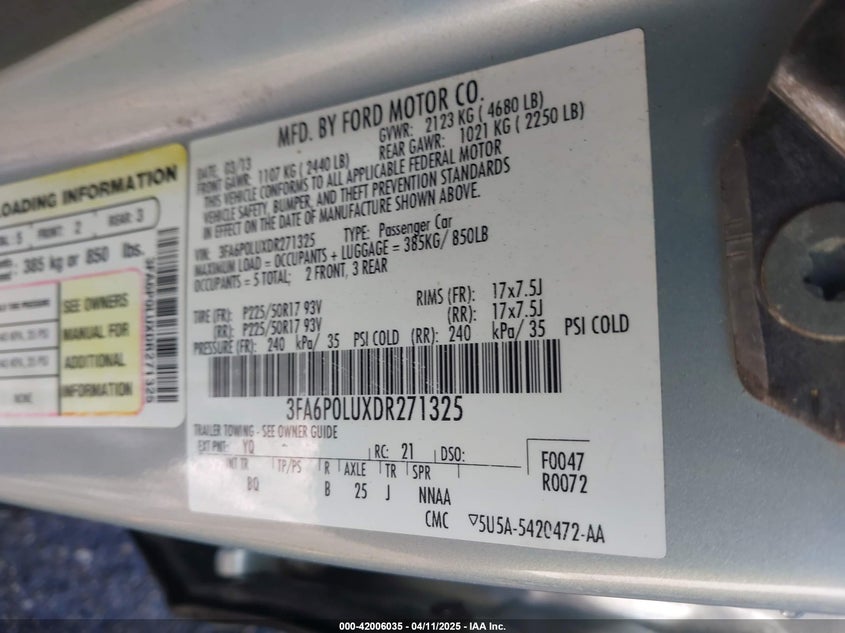 MFD. BY FORD MOTOR CO.
DATE: 03/13 GVWR: 2123 KG ( 4680 LB)
FRONT GAWR: 1107 KG ( 2440 LB) REAR GAWR: 1021 KG ( 2250 LB)
THIS VEHICLE CONFORMS TO ALL APPLICABLE FEDERAL MOTOR
VEHICLE SAFETY, BUMPER, AND THEFT PREVENTION STANDARDS
IN EFFECT ON THE DATE OF MANUFACTURE SHOWN ABOVE.
VIN: 3FA6P0LUXDR271325 TYPE: Passenger Car
MAXIMUM LOAD = OCCUPANTS + LUGGAGE = 385KG/ 850LB
OCCUPANTS = 5 TOTAL; 2 FRONT, 3 REAR
TIRE (FR): P225/50R17 93V RIMS (FR): 17x7.5J
(RR): P225/50R17 93V (RR): 17x7.5J
PRESSURE (FR): 240 kPa/ 35 PSI COLD (RR): 240 kPa/ 35 PSI COLD
3FA6P0LUXDR271325
TRAILER TOWING - SEE OWNER GUIDE
EXT PNT: YQ RC: 21 DSO:
INT TR TP/PS R AXLE TR SPR
BQ B 25 J NNAA
F0047
R0072
CMC ▽5U5A-5420472-AA
LOADING INFORMATION
5 FRONT: 2 REAR: 3
385 kg or 850 lbs.
SEE OWNERS
MANUAL FOR
ADDITIONAL
INFORMATION
NONE
3FA6P0LUXDR271325
000-42006035 - 04/11/2025 - IAA Inc.